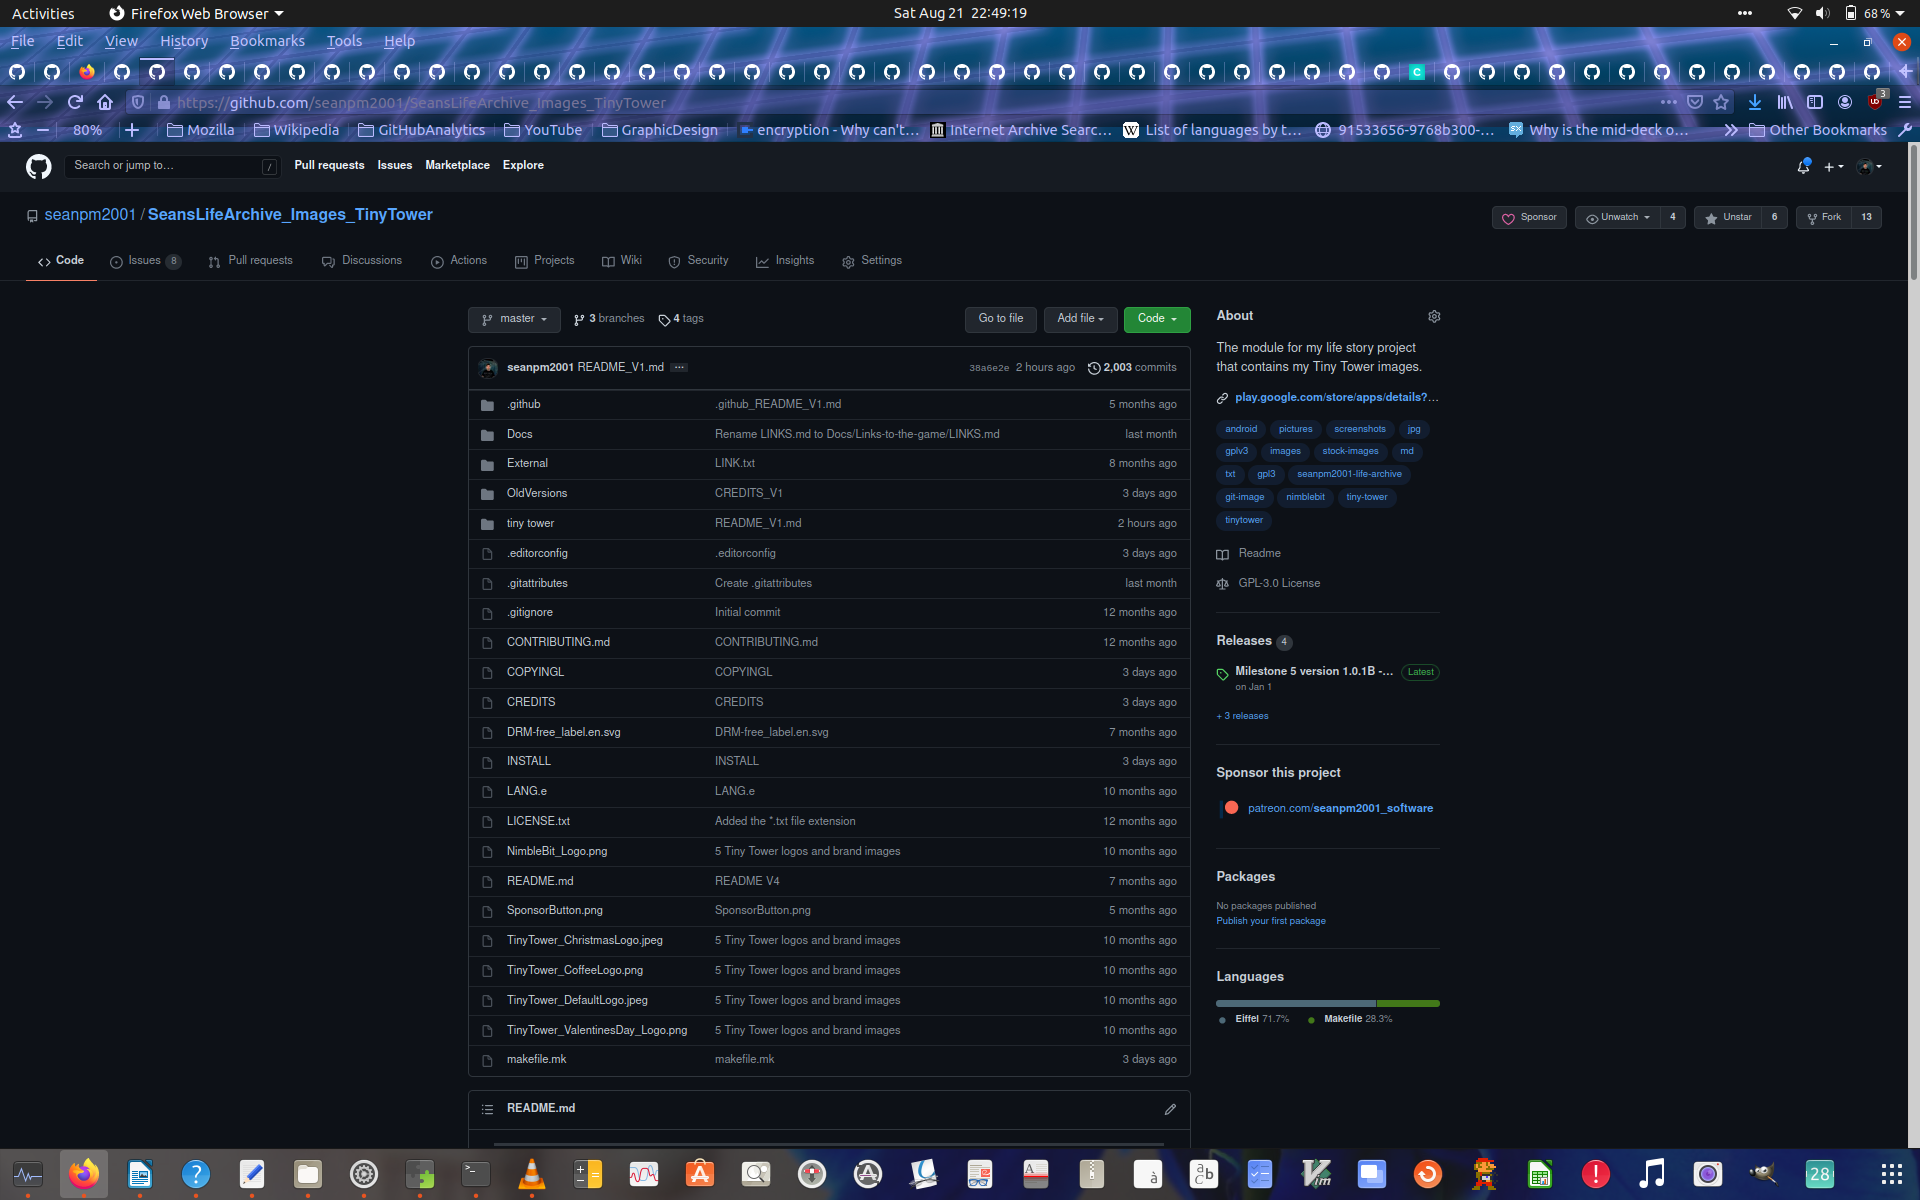 Activities Firefox Web Browser Sat Aug 21 22:49:19 68 %
File Edit View History Bookmarks Tools Help
https://github.com/seanpm2001/SeansLifeArchive_Images_TinyTower 3
80% Mozilla Wikipedia GitHubAnalytics YouTube GraphicDesign encryption - Why can't… Internet Archive Searc… List of languages by t… 91533656-9768b300-… Why is the mid-deck o… Other Bookmarks
Search or jump to… / Pull requests Issues Marketplace Explore
seanpm2001 / SeansLifeArchive_Images_TinyTower Sponsor Unwatch 4 Unstar 6 Fork 13
Code Issues 8 Pull requests Discussions Actions Projects Wiki Security Insights Settings
master 3 branches 4 tags Go to file Add file Code
seanpm2001 README_V1.md ... 38a6e2e 2 hours ago 2,003 commits
.github .github_README_V1.md 5 months ago
Docs Rename LINKS.md to Docs/Links-to-the-game/LINKS.md last month
External LINK.txt 8 months ago
OldVersions CREDITS_V1 3 days ago
tiny tower README_V1.md 2 hours ago
.editorconfig .editorconfig 3 days ago
.gitattributes Create .gitattributes last month
.gitignore Initial commit 12 months ago
CONTRIBUTING.md CONTRIBUTING.md 12 months ago
COPYINGL COPYINGL 3 days ago
CREDITS CREDITS 3 days ago
DRM-free_label.en.svg DRM-free_label.en.svg 7 months ago
INSTALL INSTALL 3 days ago
LANG.e LANG.e 10 months ago
LICENSE.txt Added the *.txt file extension 12 months ago
NimbleBit_Logo.png 5 Tiny Tower logos and brand images 10 months ago
README.md README V4 7 months ago
SponsorButton.png SponsorButton.png 5 months ago
TinyTower_ChristmasLogo.jpeg 5 Tiny Tower logos and brand images 10 months ago
TinyTower_CoffeeLogo.png 5 Tiny Tower logos and brand images 10 months ago
TinyTower_DefaultLogo.jpeg 5 Tiny Tower logos and brand images 10 months ago
TinyTower_ValentinesDay_Logo.png 5 Tiny Tower logos and brand images 10 months ago
makefile.mk makefile.mk 3 days ago
README.md
About
The module for my life story project
that contains my Tiny Tower images.
play.google.com/store/apps/details?…
android pictures screenshots jpg
gplv3 images stock-images md
txt gpl3 seanpm2001-life-archive
git-image nimblebit tiny-tower
tinytower
Readme
GPL-3.0 License
Releases 4
Milestone 5 version 1.0.1B -… Latest
on Jan 1
+ 3 releases
Sponsor this project
patreon.com/seanpm2001_software
Packages
No packages published
Publish your first package
Languages
Eiffel 71.7% Makefile 28.3%
28